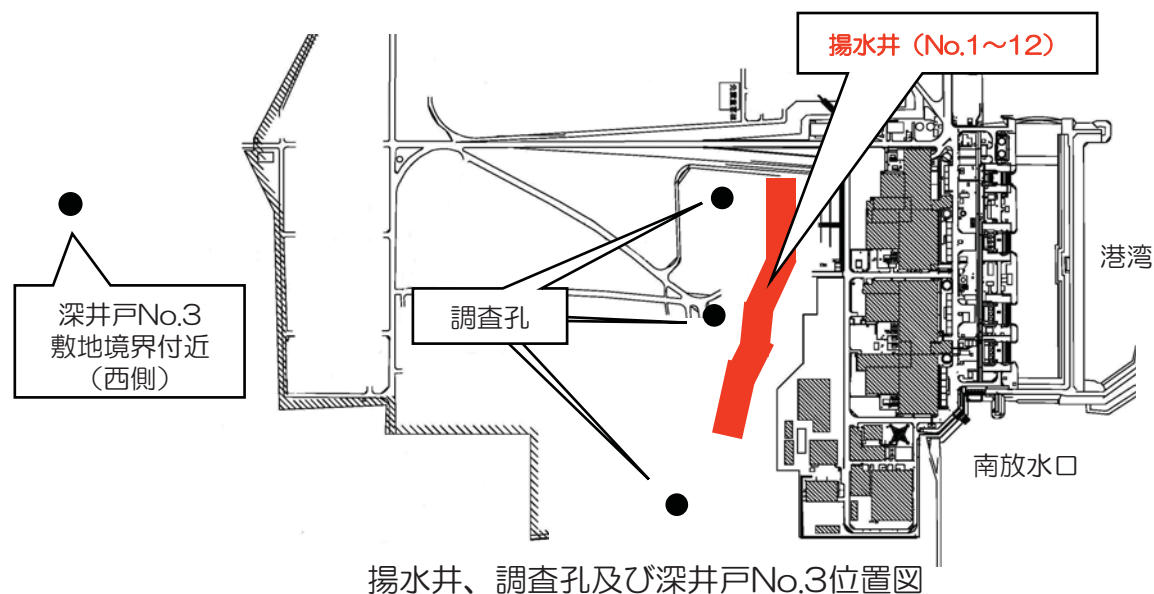 揚水井（No.1～12）
深井戸No.3
敷地境界付近
（西側）
調査孔
港湾
南放水口
揚水井、調査孔及び深井戸No.3位置図